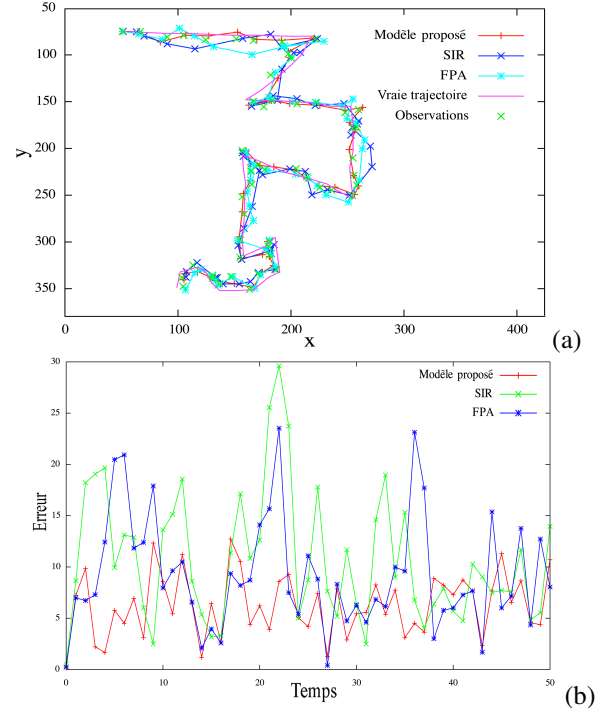 50
Modèle proposé
SIR
100
FPA
Vraie trajectoire
150
Observations
y
200
250
300
350
0
100
200
300
400
x
(a)
30
Modèle proposé
SIR
25
FPA
20
Erreur
15
10
5
0
0
10
20
30
40
50
Temps
(b)